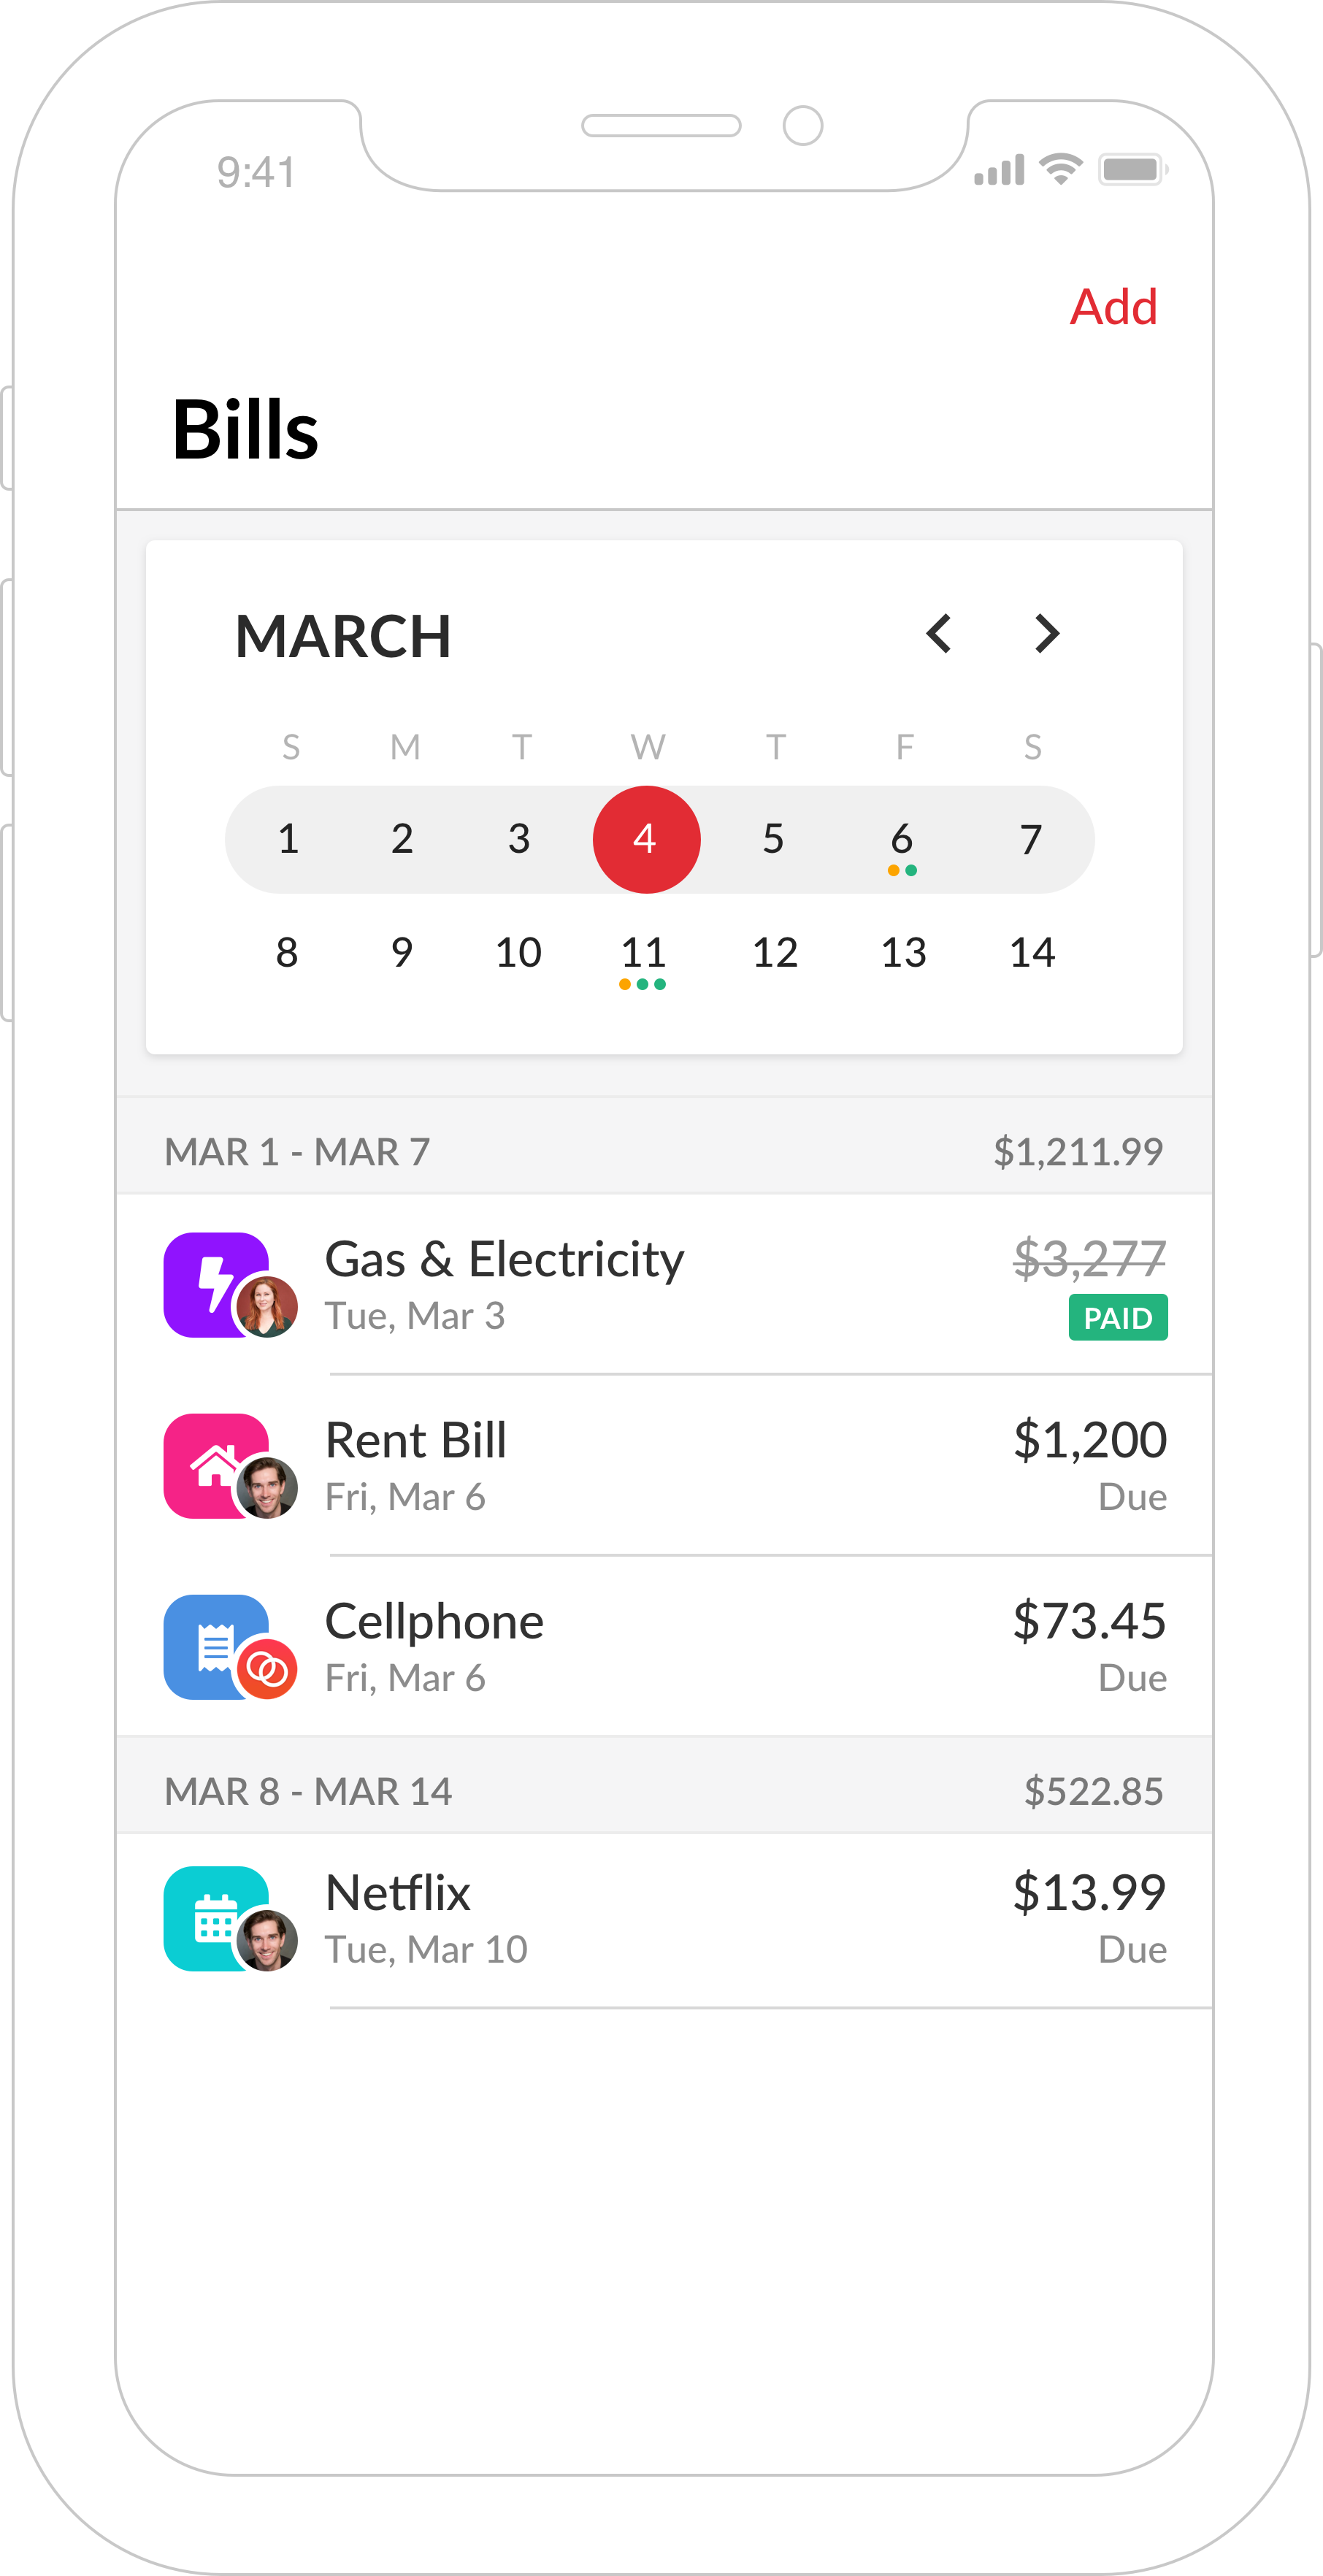 9:41
Add
Bills
MARCH
S M T W T F S
1 2 3 4 5 6 7
8 9 10 11 12 13 14
MAR 1 - MAR 7 $1,211.99
Gas & Electricity $3,277
Tue, Mar 3 PAID
Rent Bill $1,200
Fri, Mar 6 Due
Cellphone $73.45
Fri, Mar 6 Due
MAR 8 - MAR 14 $522.85
Netflix $13.99
Tue, Mar 10 Due